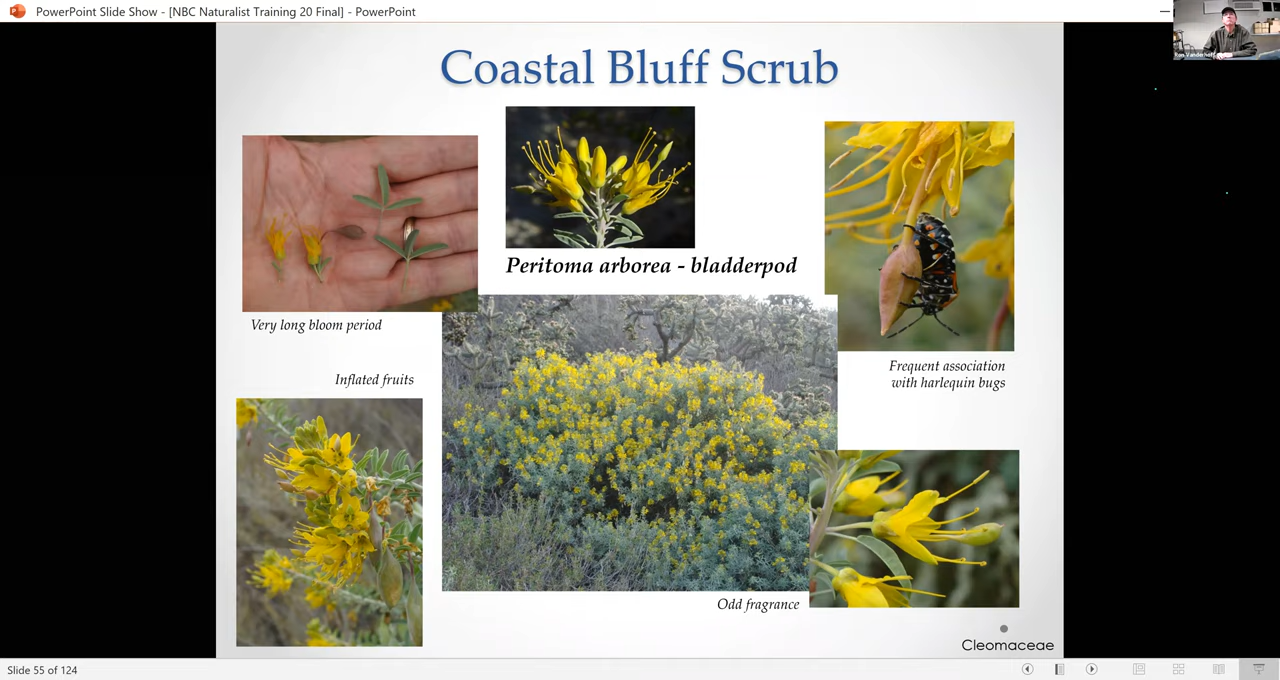 PowerPoint Slide Show - [NBC Naturalist Training 20 Final] - PowerPoint
Coastal Bluff Scrub
Peritoma arborea - bladderpod
Very long bloom period
Inflated fruits
Frequent association
with harlequin bugs
Odd fragrance
Cleomaceae
Slide 55 of 124